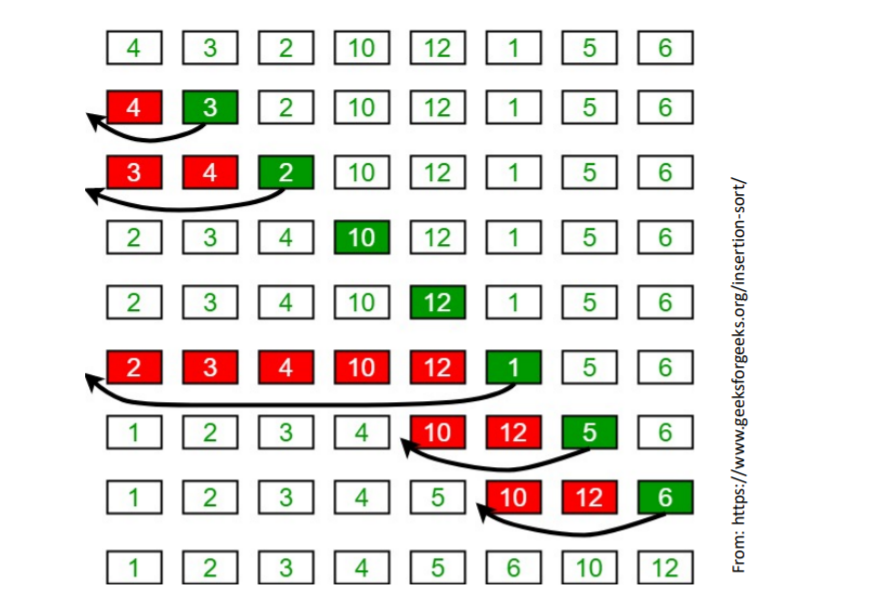 4 3 2 10 12 1 5 6
4 3 2 10 12 1 5 6
3 4 2 10 12 1 5 6
2 3 4 10 12 1 5 6
2 3 4 10 12 1 5 6
2 3 4 10 12 1 5 6
1 2 3 4 10 12 5 6
1 2 3 4 5 10 12 6
1 2 3 4 5 6 10 12
From: https://www.geeksforgeeks.org/insertion-sort/